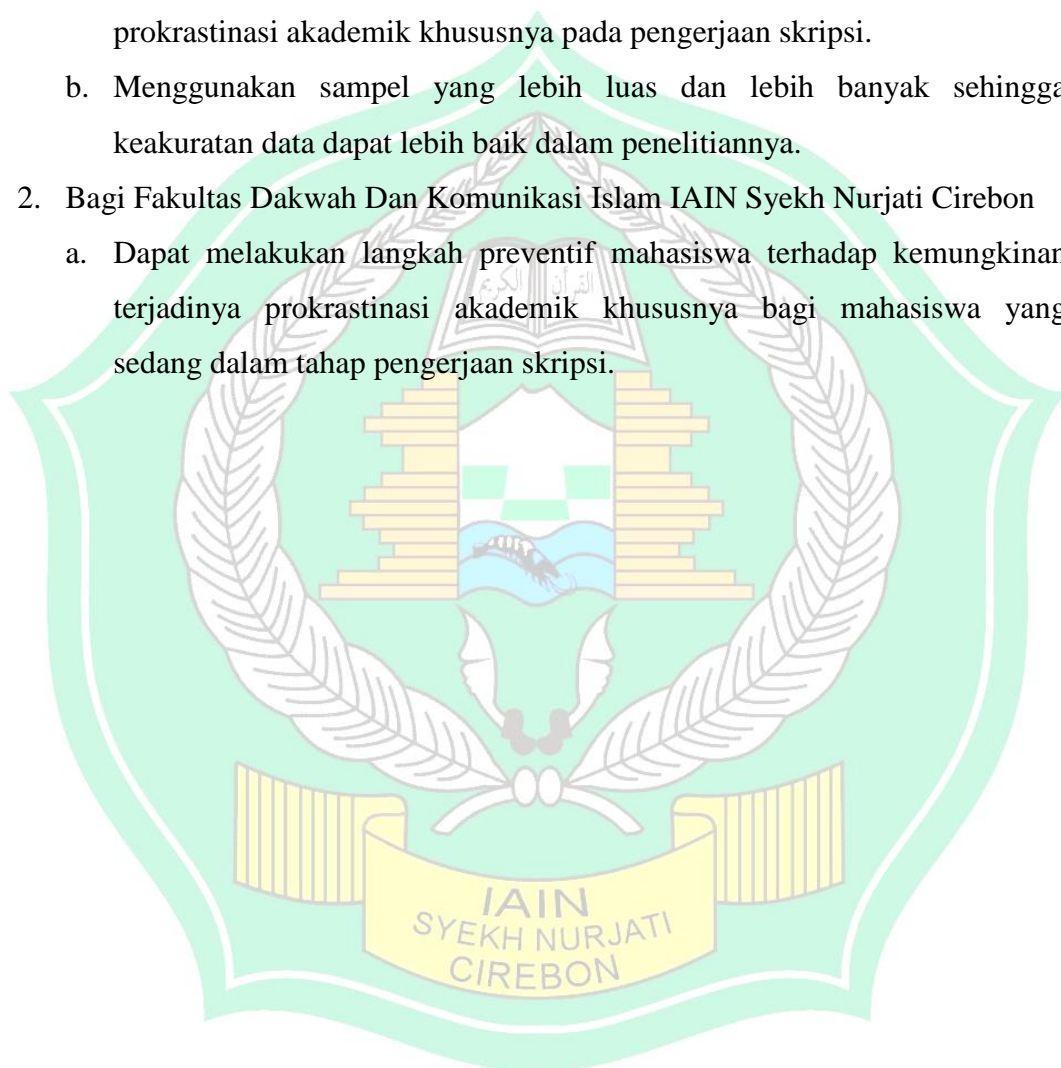 prokrastinasi akademik khususnya pada pengerjaan skripsi.
b. Menggunakan sampel yang lebih luas dan lebih banyak sehingga
keakuratan data dapat lebih baik dalam penelitiannya.
2. Bagi Fakultas Dakwah Dan Komunikasi Islam IAIN Syekh Nurjati Cirebon
a. Dapat melakukan langkah preventif mahasiswa terhadap kemungkinan
terjadinya prokrastinasi akademik khususnya bagi mahasiswa yang
sedang dalam tahap pengerjaan skripsi.
القرآن الكريم
IAIN
SYEKH NURJATI
CIREBON